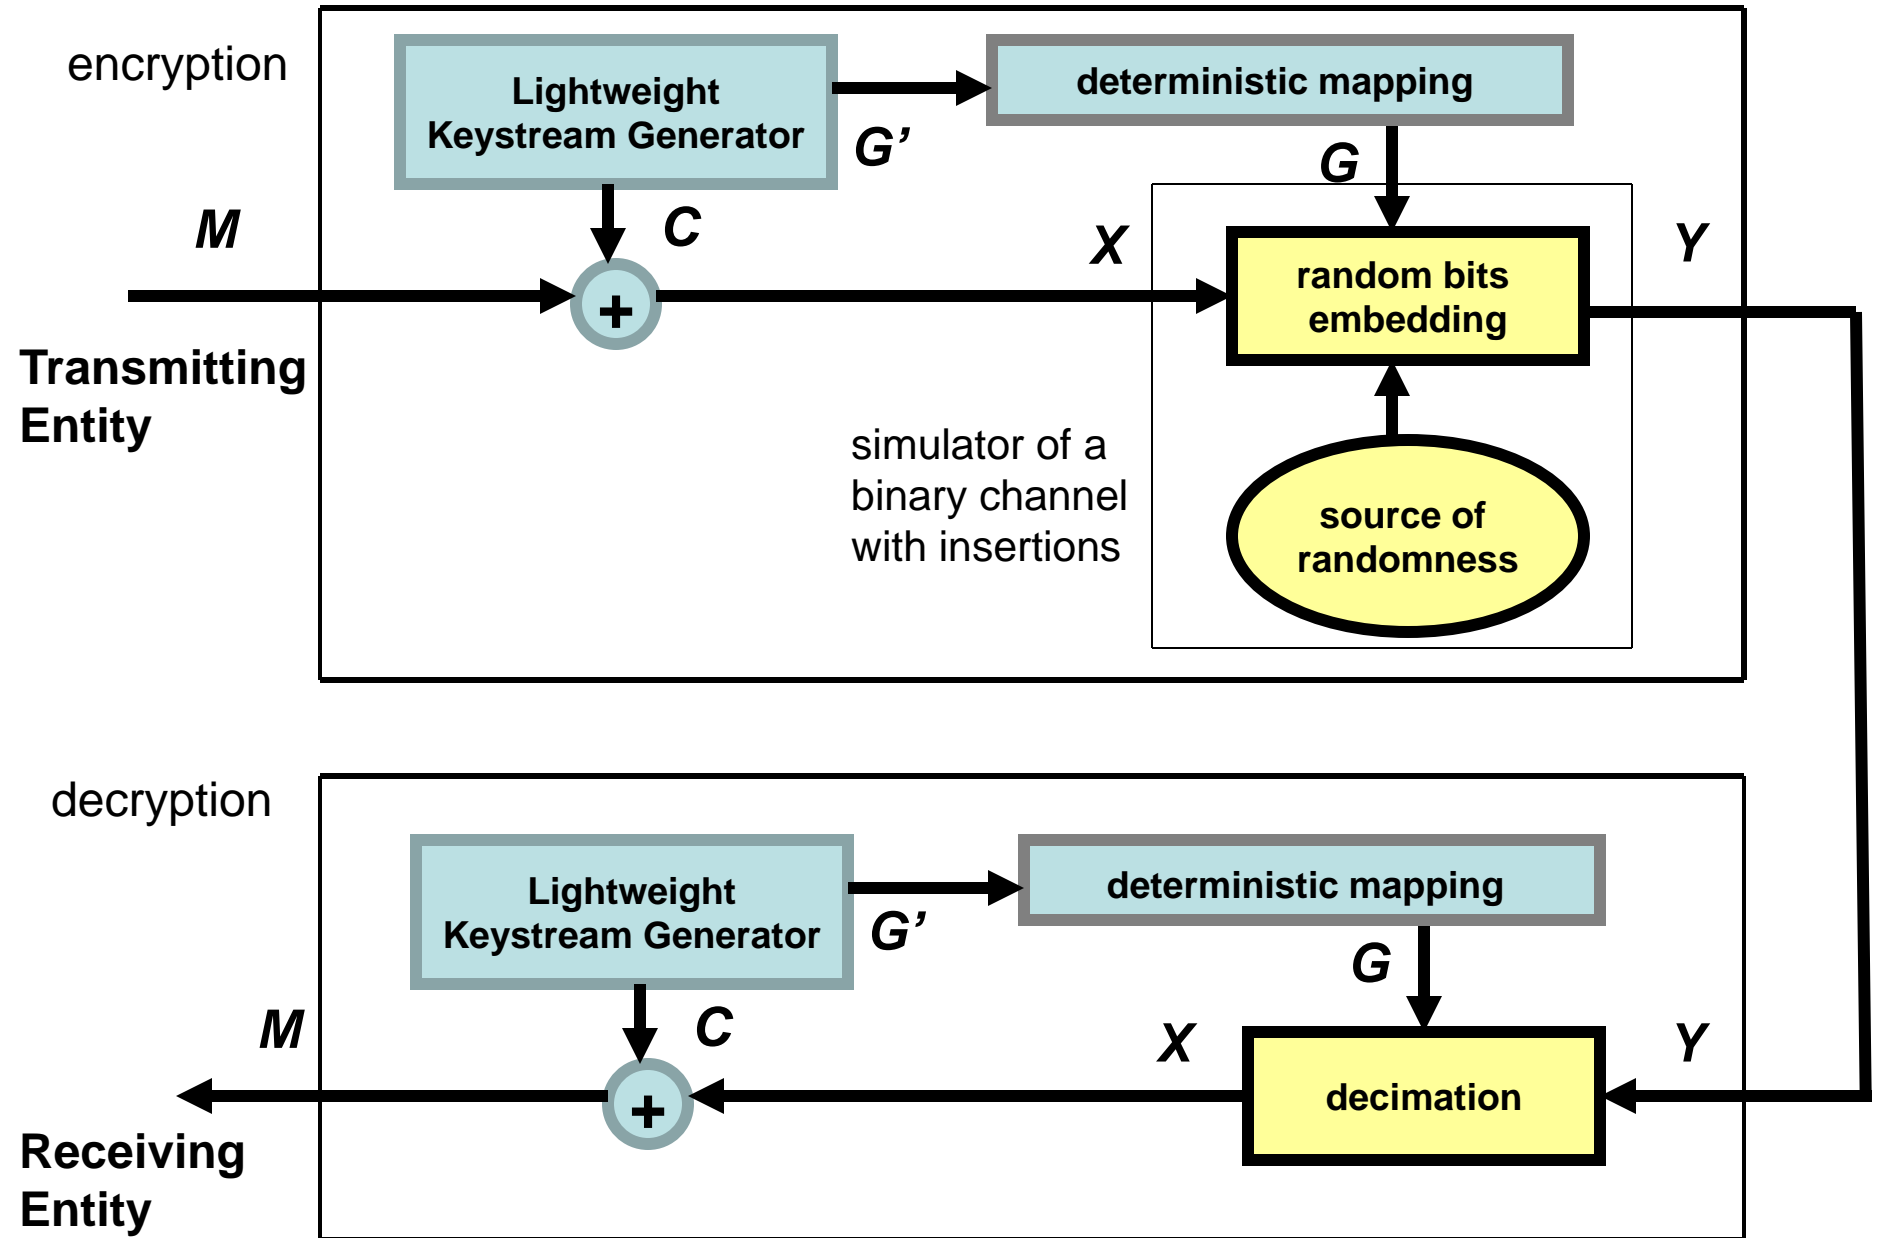 encryption
Lightweight
Keystream Generator
deterministic mapping
G’
G
M
C
X
Y
+
random bits
embedding
Transmitting
Entity
simulator of a
binary channel
with insertions
source of
randomness
decryption
Lightweight
Keystream Generator
deterministic mapping
G’
G
M
C
X
Y
+
decimation
Receiving
Entity